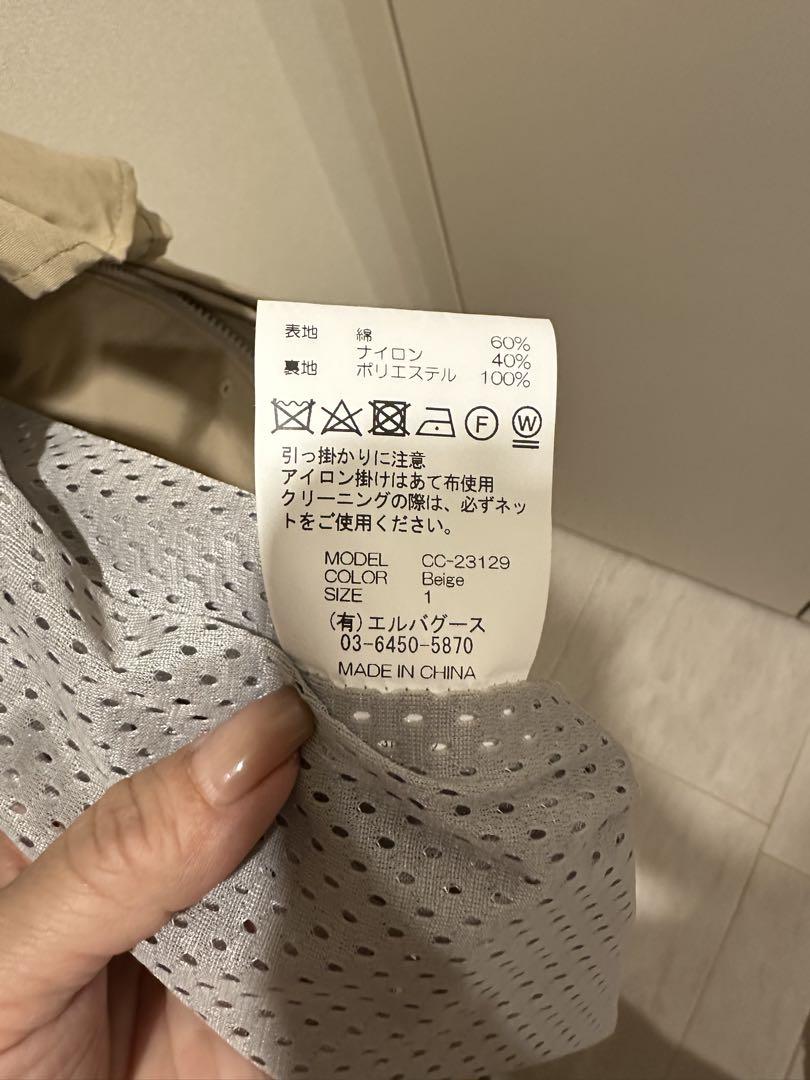 表地 綿 60%
ナイロン 40%
裏地 ポリエステル 100%
F W
引っ掛かりに注意
アイロン掛けはあて布使用
クリーニングの際は、必ずネッ
トをご使用ください。
MODEL CC-23129
COLOR Beige
SIZE 1
(有)エルバグース
03-6450-5870
MADE IN CHINA